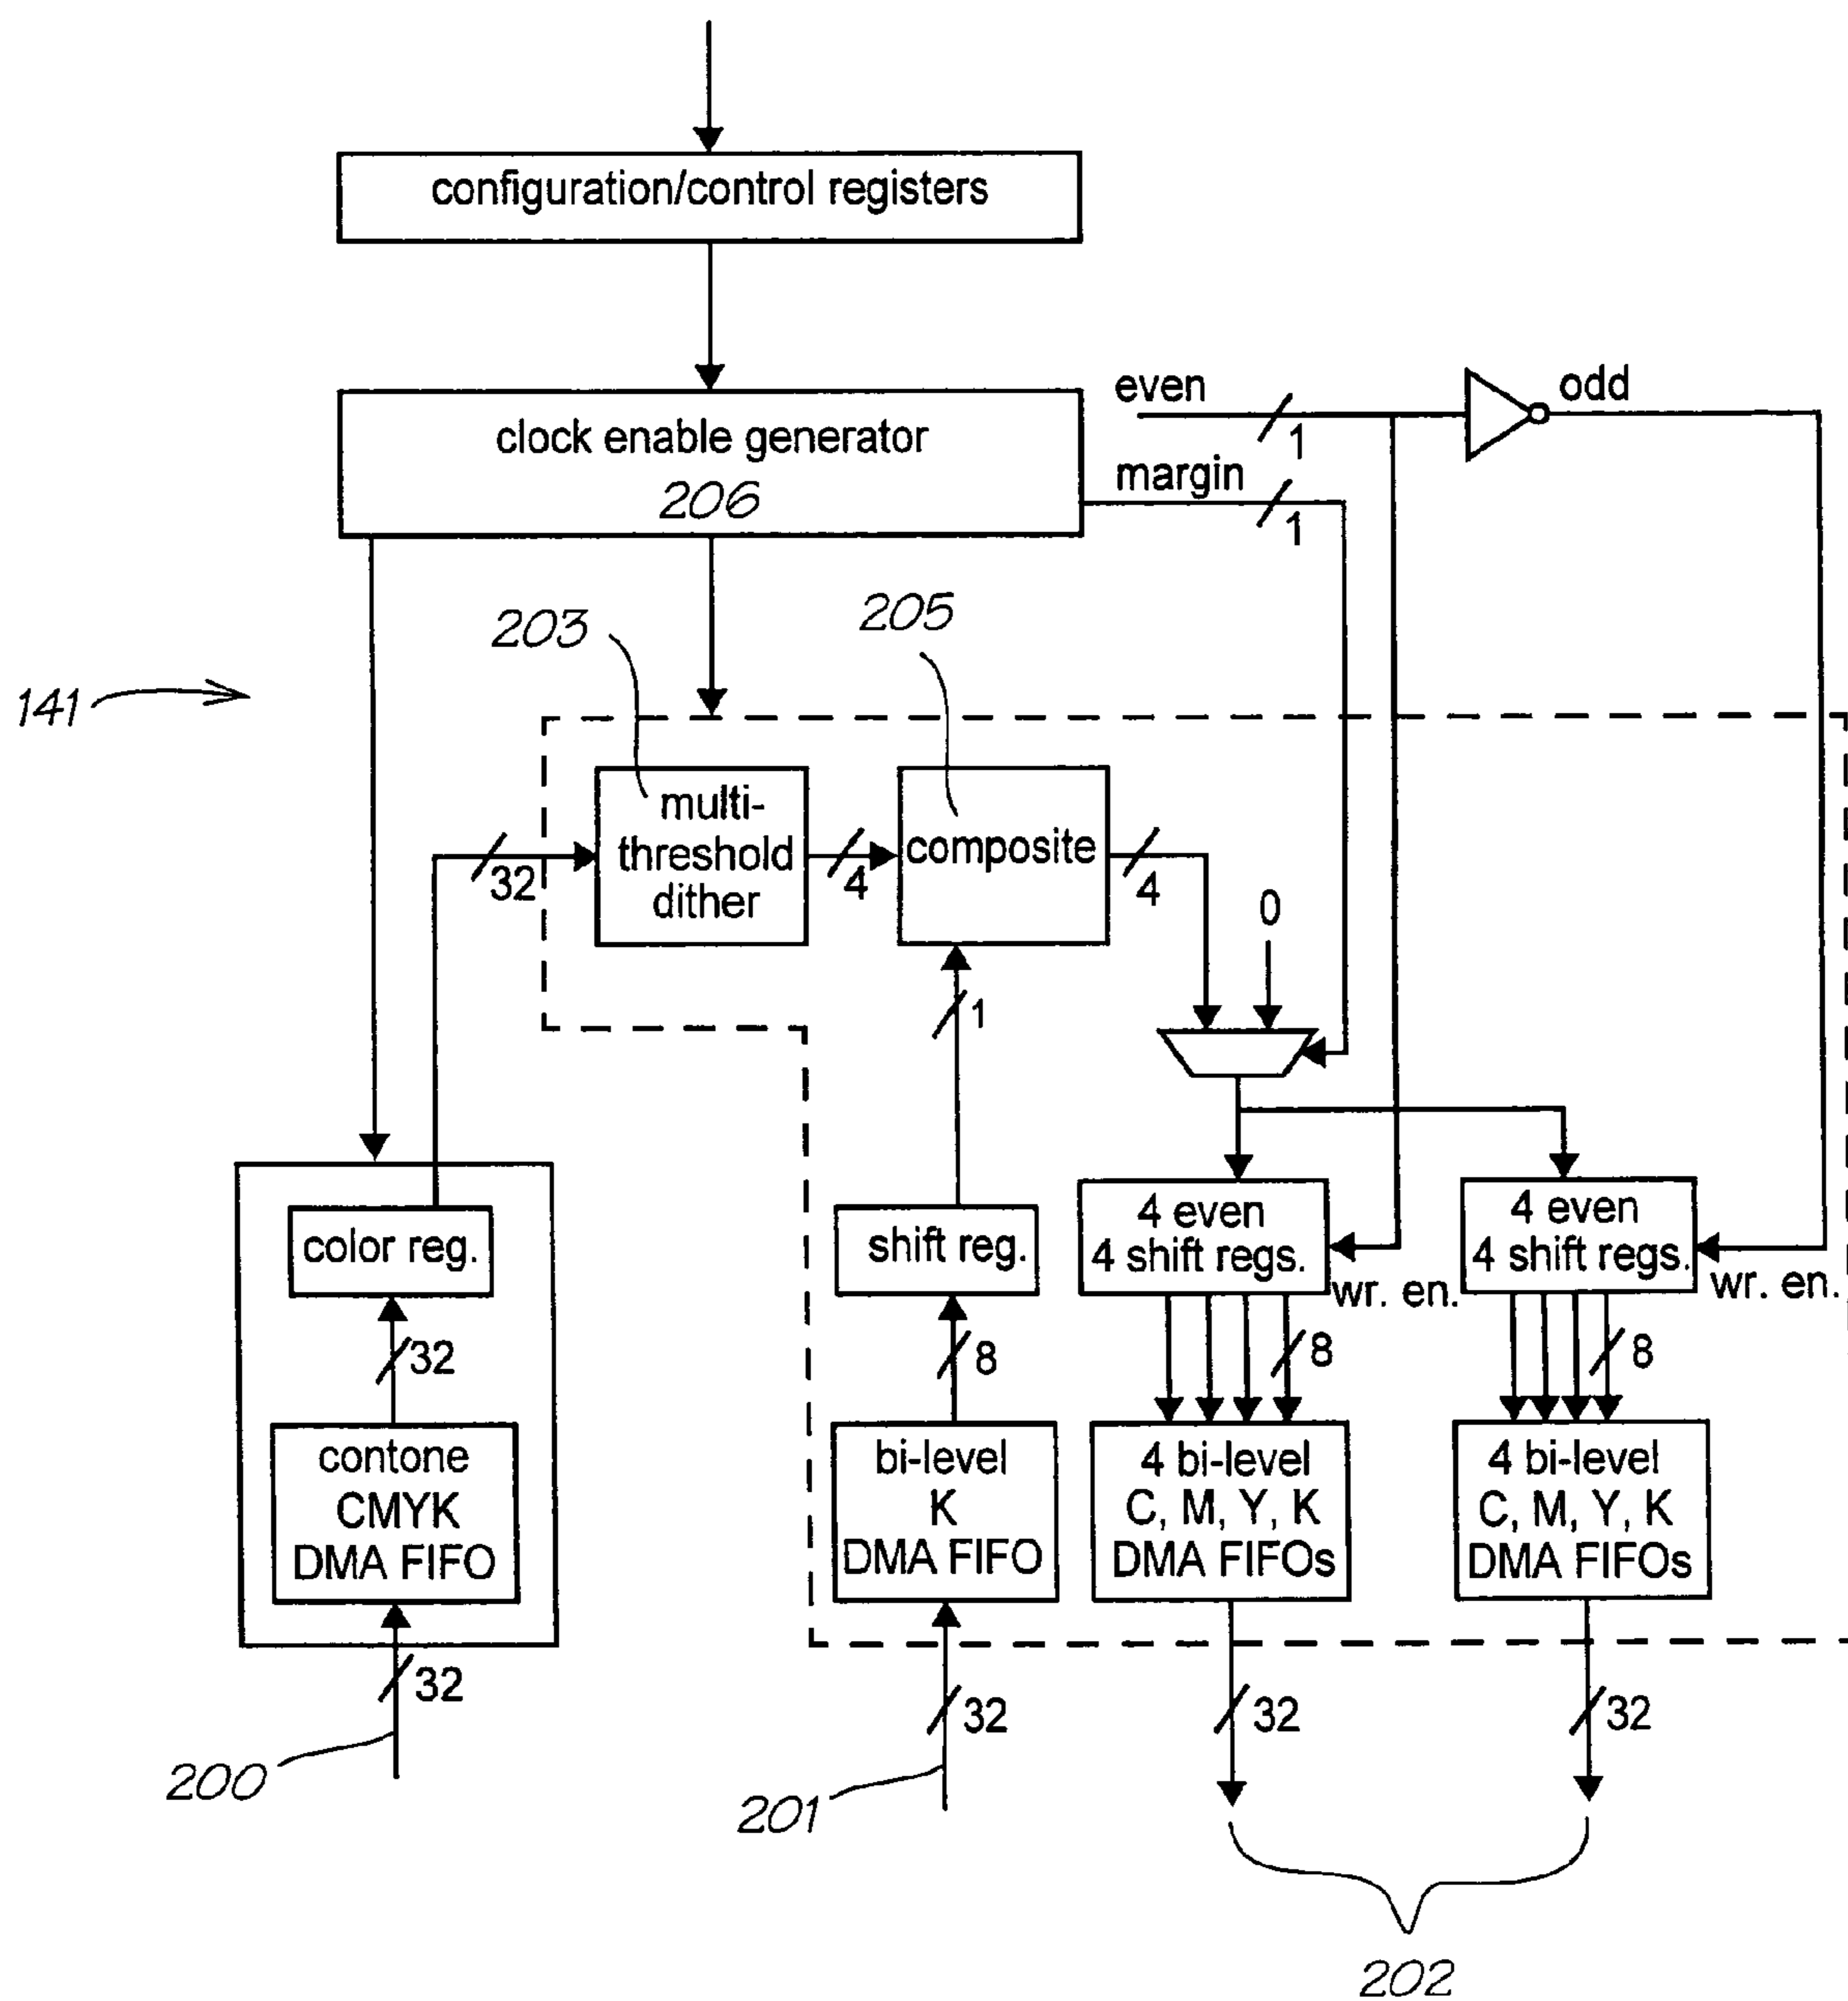 configuration/control registers
clock enable generator
206
even
1
odd
margin
1
203
205
141
multi-
threshold
dither
32
4
composite
4
0
1
color reg.
shift reg.
4 even
4 shift regs.
wr. en.
4 even
4 shift regs.
wr. en.
32
8
8
8
contone
CMYK
DMA FIFO
bi-level
K
DMA FIFO
4 bi-level
C, M, Y, K
DMA FIFOs
4 bi-level
C, M, Y, K
DMA FIFOs
32
32
32
32
200
201
202